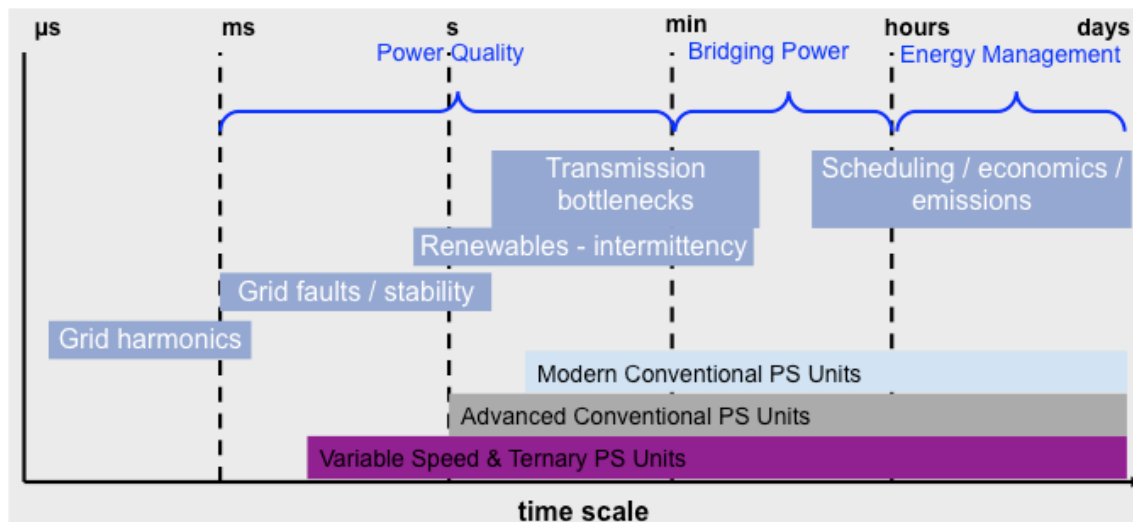 µs ms s min hours days
Power Quality Bridging Power Energy Management
Transmission
bottlenecks
Scheduling / economics /
emissions
Renewables - intermittency
Grid faults / stability
Grid harmonics
Modern Conventional PS Units
Advanced Conventional PS Units
Variable Speed & Ternary PS Units
time scale